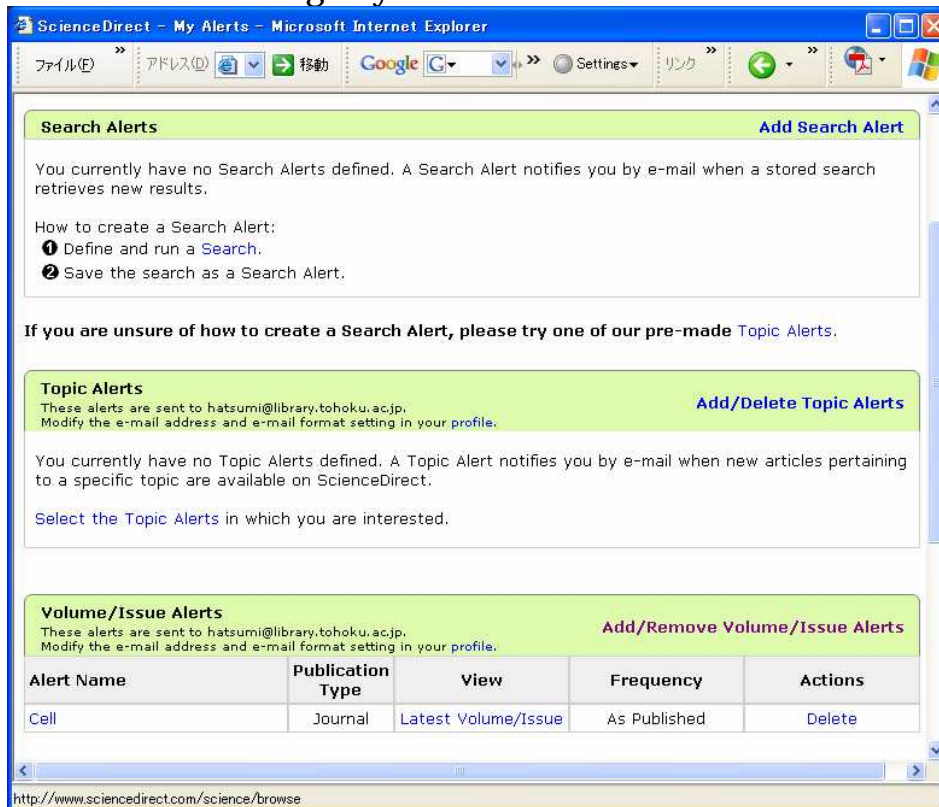 ScienceDirect - My Alerts - Microsoft Internet Explorer
ファイル(F) » アドレス(D) 移動 Google G » Settings リンク » »
Search Alerts Add Search Alert
You currently have no Search Alerts defined. A Search Alert notifies you by e-mail when a stored search
retrieves new results.
How to create a Search Alert:
1 Define and run a Search.
2 Save the search as a Search Alert.
If you are unsure of how to create a Search Alert, please try one of our pre-made Topic Alerts.
Topic Alerts
These alerts are sent to hatsumi@library.tohoku.ac.jp.
Add/Delete Topic Alerts
Modify the e-mail address and e-mail format setting in your profile.
You currently have no Topic Alerts defined. A Topic Alert notifies you by e-mail when new articles pertaining
to a specific topic are available on ScienceDirect.
Select the Topic Alerts in which you are interested.
Volume/Issue Alerts
These alerts are sent to hatsumi@library.tohoku.ac.jp.
Add/Remove Volume/Issue Alerts
Modify the e-mail address and e-mail format setting in your profile.
Alert Name Publication Type View Frequency Actions
Cell Journal Latest Volume/Issue As Published Delete
http://www.sciencedirect.com/science/browse